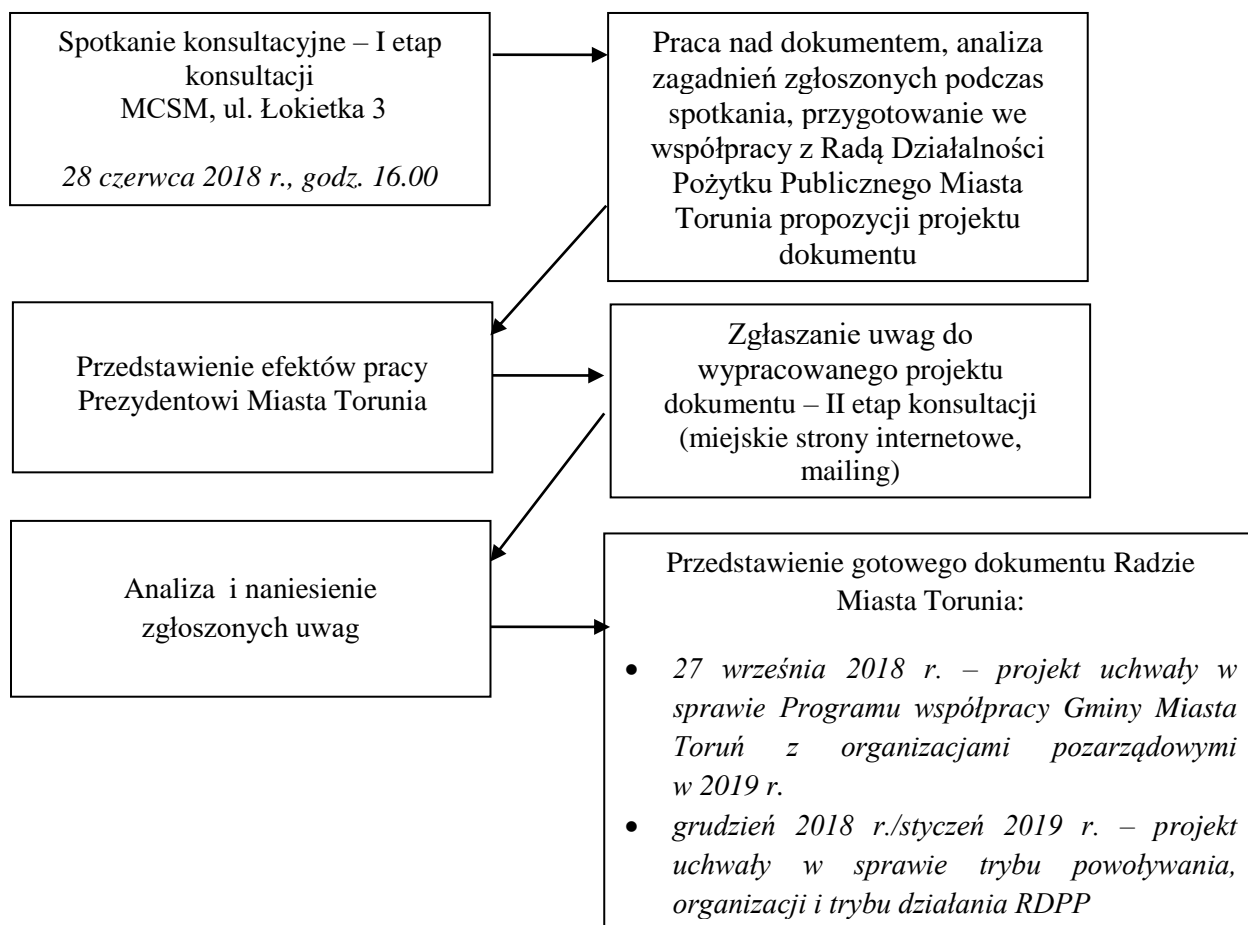 Spotkanie konsultacyjne – I etap
konsultacji
MCSM, ul. Łokietka 3
28 czerwca 2018 r., godz. 16.00
Praca nad dokumentem, analiza
zagadnień zgłoszonych podczas
spotkania, przygotowanie we
współpracy z Radą Działalności
Pożytku Publicznego Miasta
Torunia propozycji projektu
dokumentu
Przedstawienie efektów pracy
Prezydentowi Miasta Torunia
Zgłaszanie uwag do
wypracowanego projektu
dokumentu – II etap konsultacji
(miejskie strony internetowe,
mailing)
Analiza i naniesienie
zgłoszonych uwag
Przedstawienie gotowego dokumentu Radzie
Miasta Torunia:
• 27 września 2018 r. – projekt uchwały w
sprawie Programu współpracy Gminy Miasta
Toruń z organizacjami pozarządowymi
w 2019 r.
• grudzień 2018 r./styczeń 2019 r. – projekt
uchwały w sprawie trybu powoływania,
organizacji i trybu działania RDPP